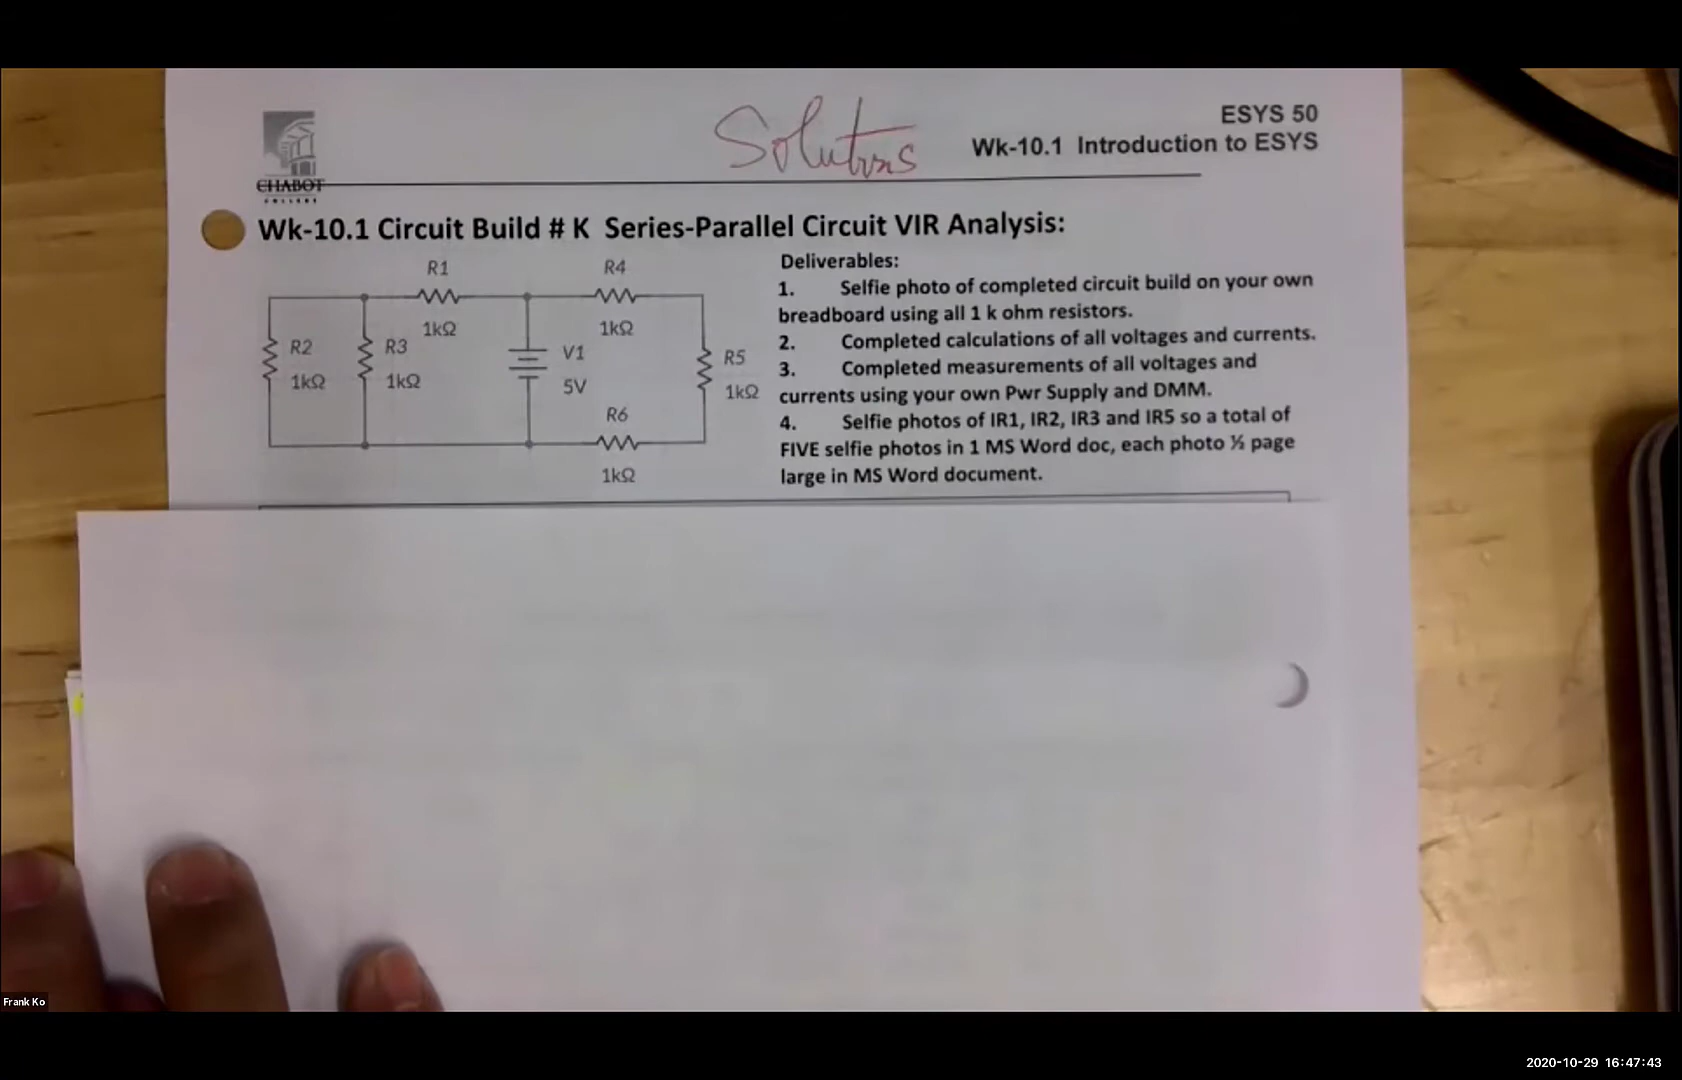 Solutions
ESYS 50
Wk-10.1 Introduction to ESYS
CHABOT
COLLEGE
Wk-10.1 Circuit Build # K Series-Parallel Circuit VIR Analysis:
R1
1kΩ
R4
1kΩ
R2
1kΩ
R3
1kΩ
V1
5V
R5
1kΩ
R6
1kΩ
Deliverables:
1. Selfie photo of completed circuit build on your own
breadboard using all 1 k ohm resistors.
2. Completed calculations of all voltages and currents.
3. Completed measurements of all voltages and
currents using your own Pwr Supply and DMM.
4. Selfie photos of IR1, IR2, IR3 and IR5 so a total of
FIVE selfie photos in 1 MS Word doc, each photo ½ page
large in MS Word document.
Frank Ko
2020-10-29 16:47:43